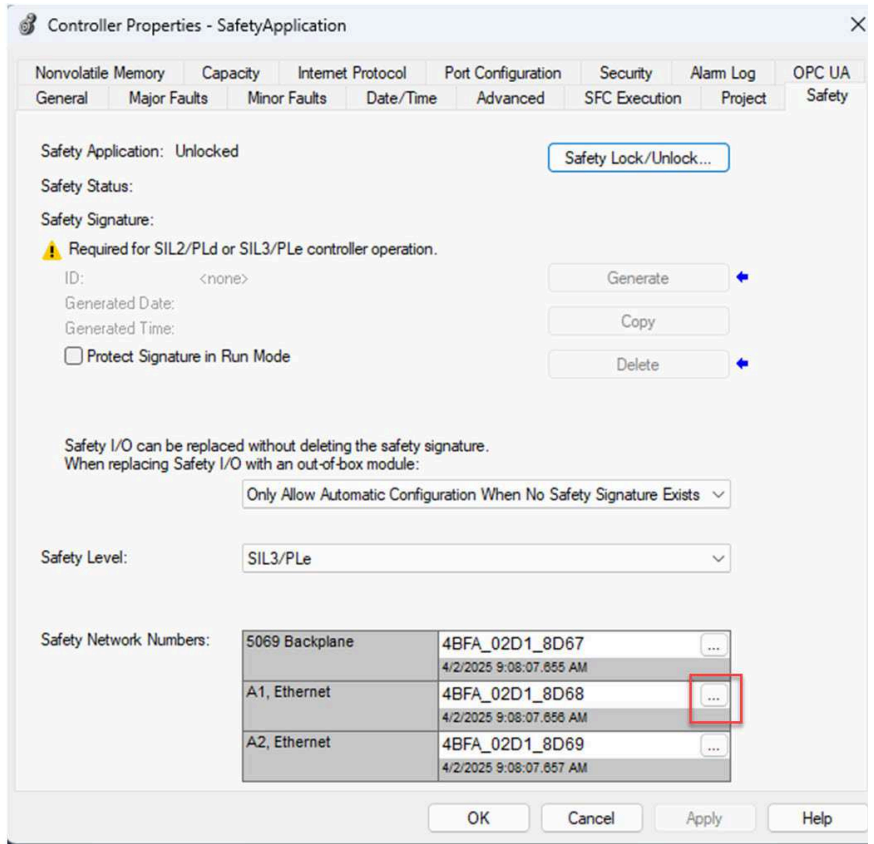 Controller Properties - SafetyApplication
Nonvolatile Memory Capacity Internet Protocol Port Configuration Security Alarm Log OPC UA
General Major Faults Minor Faults Date/Time Advanced SFC Execution Project Safety
Safety Application: Unlocked
Safety Lock/Unlock...
Safety Status:
Safety Signature:
Required for SIL2/PLd or SIL3/PLe controller operation.
ID: <none>
Generate
Generated Date:
Generated Time:
Copy
Protect Signature in Run Mode
Delete
Safety I/O can be replaced without deleting the safety signature.
When replacing Safety I/O with an out-of-box module:
Only Allow Automatic Configuration When No Safety Signature Exists
Safety Level: SIL3/PLe
Safety Network Numbers: 5069 Backplane 4BFA_02D1_8D67 ...
4/2/2025 9:08:07.655 AM
A1, Ethernet 4BFA_02D1_8D68 ...
4/2/2025 9:08:07.656 AM
A2, Ethernet 4BFA_02D1_8D69 ...
4/2/2025 9:08:07.657 AM
OK Cancel Apply Help